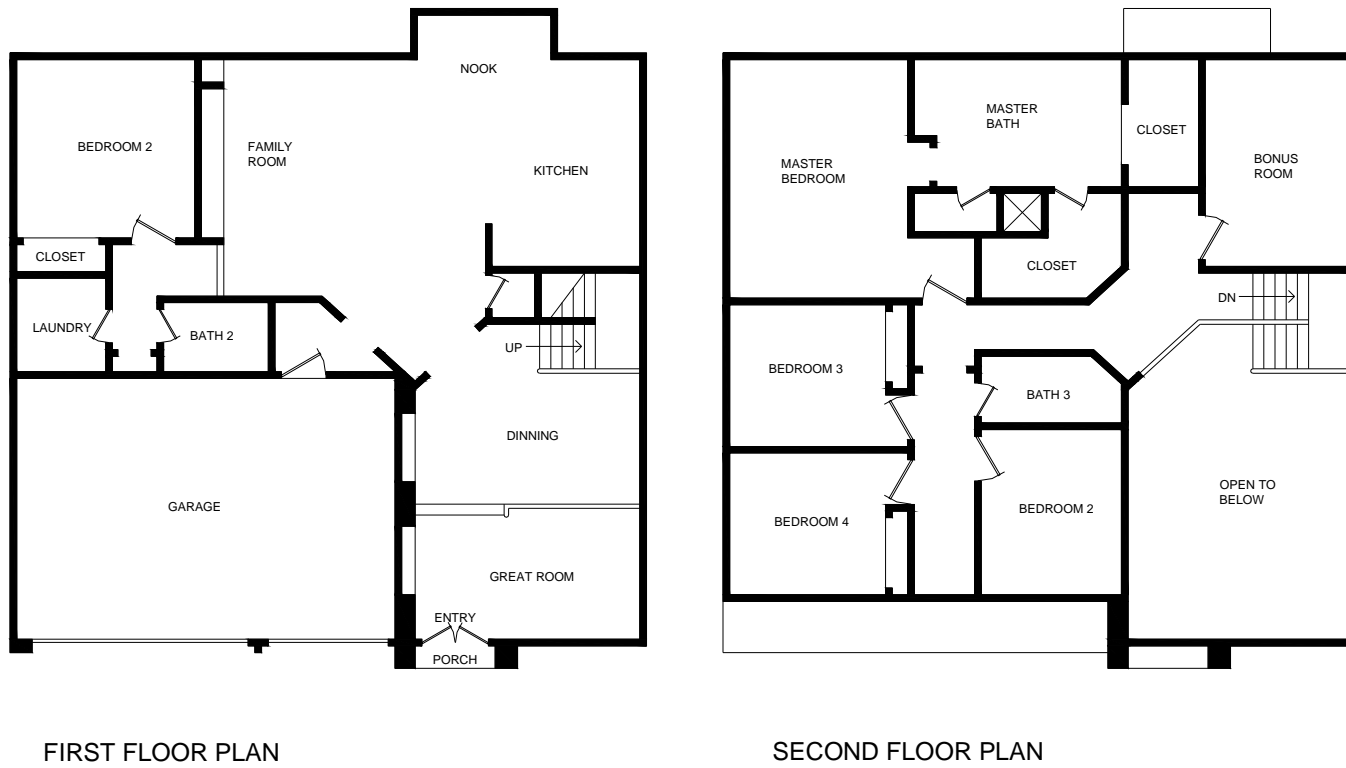 NOOK
BEDROOM 2
FAMILY
ROOM
KITCHEN
CLOSET
LAUNDRY
BATH 2
UP
DINNING
GARAGE
GREAT ROOM
ENTRY
PORCH
FIRST FLOOR PLAN
MASTER
BATH
CLOSET
MASTER
BEDROOM
BONUS
ROOM
CLOSET
DN
BEDROOM 3
BATH 3
OPEN TO
BELOW
BEDROOM 4
BEDROOM 2
SECOND FLOOR PLAN